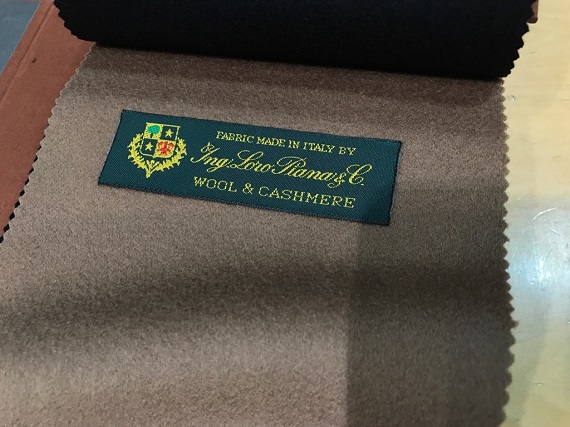 FABRIC MADE IN ITALY BY
Ing. Loro Piana & C.
WOOL & CASHMERE